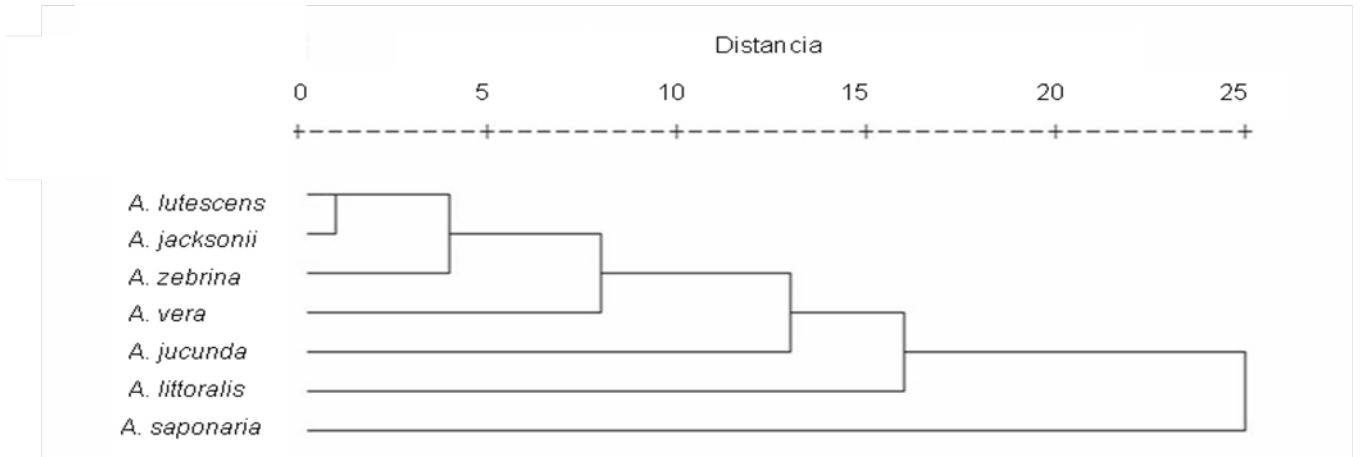 Distancia
0 5 10 15 20 25
A. lutescens
A. jacksonii
A. zebrina
A. vera
A. jucunda
A. littoralis
A. saponaria